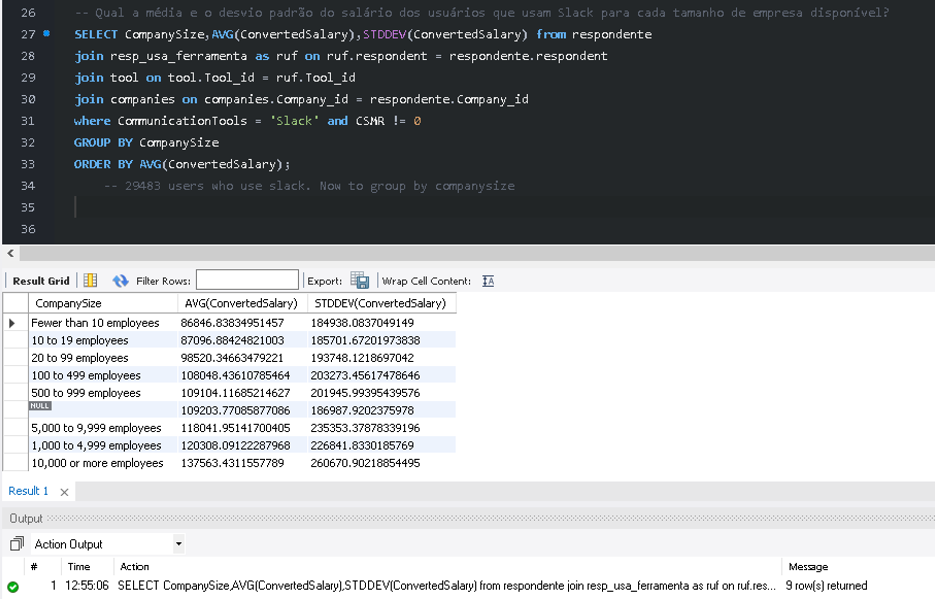 26 -- Qual a média e o desvio padrão do salário dos usuários que usam Slack para cada tamanho de empresa disponível?
27 SELECT CompanySize,AVG(ConvertedSalary),STDDEV(ConvertedSalary) from respondente
28 join resp_usa_ferramenta as ruf on ruf.respondent = respondente.respondent
29 join tool on tool.Tool_id = ruf.Tool_id
30 join companies on companies.Company_id = respondente.Company_id
31 where CommunicationTools = 'Slack' and CSMR != 0
32 GROUP BY CompanySize
33 ORDER BY AVG(ConvertedSalary);
34 -- 29483 users who use slack. Now to group by companysize
35
36
Result Grid Filter Rows: Export: Wrap Cell Content:
CompanySize AVG(ConvertedSalary) STDDEV(ConvertedSalary)
Fewer than 10 employees 86846.83834951457 184938.0837049149
10 to 19 employees 87096.88424821003 185701.67201973838
20 to 99 employees 98520.34663479221 193748.1218697042
100 to 499 employees 108048.43610785464 203273.45617478646
500 to 999 employees 109104.11685214627 201945.99395439576
NULL 109203.77085877086 186987.9202375978
5,000 to 9,999 employees 118041.95141700405 235353.37878339196
1,000 to 4,999 employees 120308.09122287968 226841.8330185769
10,000 or more employees 137563.4311557789 260670.90218854495
Result 1
Output
Action Output
# Time Action Message
1 12:55:06 SELECT CompanySize,AVG(ConvertedSalary),STDDEV(ConvertedSalary) from respondente join resp_usa_ferramenta as ruf on ruf.res... 9 row(s) returned